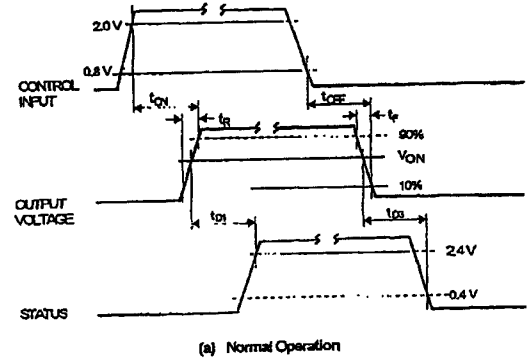 2.0 V
0.8 V
CONTROL
INPUT
tON
tOFF
tR
tF
90%
VON
10%
OUTPUT
VOLTAGE
tD1
tD3
2.4 V
0.4 V
STATUS
(a) Normal Operation